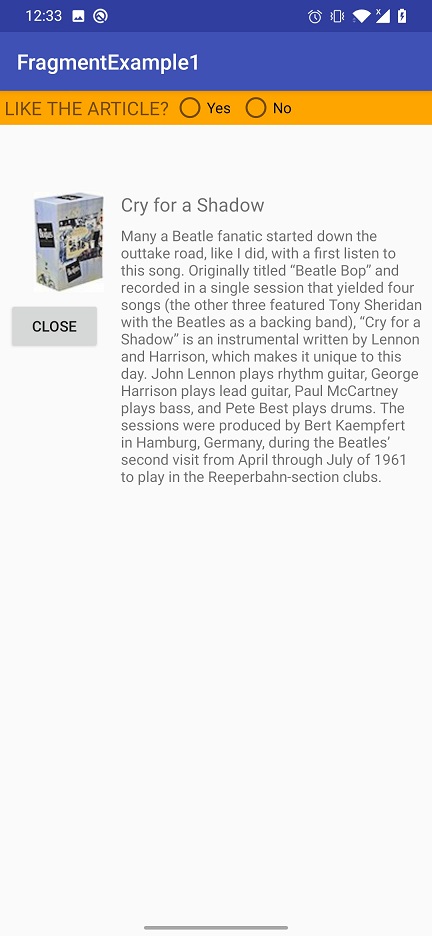 12:33
FragmentExample1
LIKE THE ARTICLE? Yes No
Cry for a Shadow
Many a Beatle fanatic started down the
outtake road, like I did, with a first listen to
this song. Originally titled “Beatle Bop” and
recorded in a single session that yielded four
songs (the other three featured Tony Sheridan
with the Beatles as a backing band), “Cry for a
Shadow” is an instrumental written by Lennon
and Harrison, which makes it unique to this
day. John Lennon plays rhythm guitar, George
Harrison plays lead guitar, Paul McCartney
plays bass, and Pete Best plays drums. The
sessions were produced by Bert Kaempfert
in Hamburg, Germany, during the Beatles’
second visit from April through July of 1961
to play in the Reeperbahn-section clubs.
CLOSE